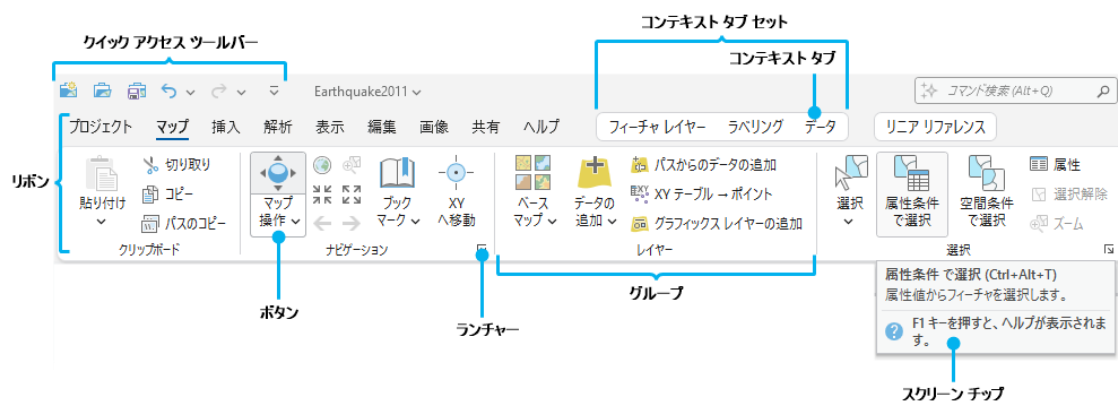 コンテキスト タブ セット
クイック アクセス ツールバー
コンテキスト タブ
Earthquake2011
コマンド検索 (Alt+Q)
プロジェクト マップ 挿入 解析 表示 編集 画像 共有 ヘルプ フィーチャ レイヤー ラベリング データ リニア リファレンス
リボン
貼り付け
切り取り
コピー
パスのコピー
クリップボード
マップ
操作
ブック
マーク
XY
へ移動
ナビゲーション
ベース
マップ
データの
追加
パスからのデータの追加
XY テーブル → ポイント
グラフィックス レイヤーの追加
レイヤー
選択
属性条件
で選択
空間条件
で選択
属性
選択解除
ズーム
選択
属性条件 で選択 (Ctrl+Alt+T)
属性値からフィーチャを選択します。
F1 キーを押すと、ヘルプが表示されま
す。
グループ
ボタン
ランチャー
スクリーン チップ